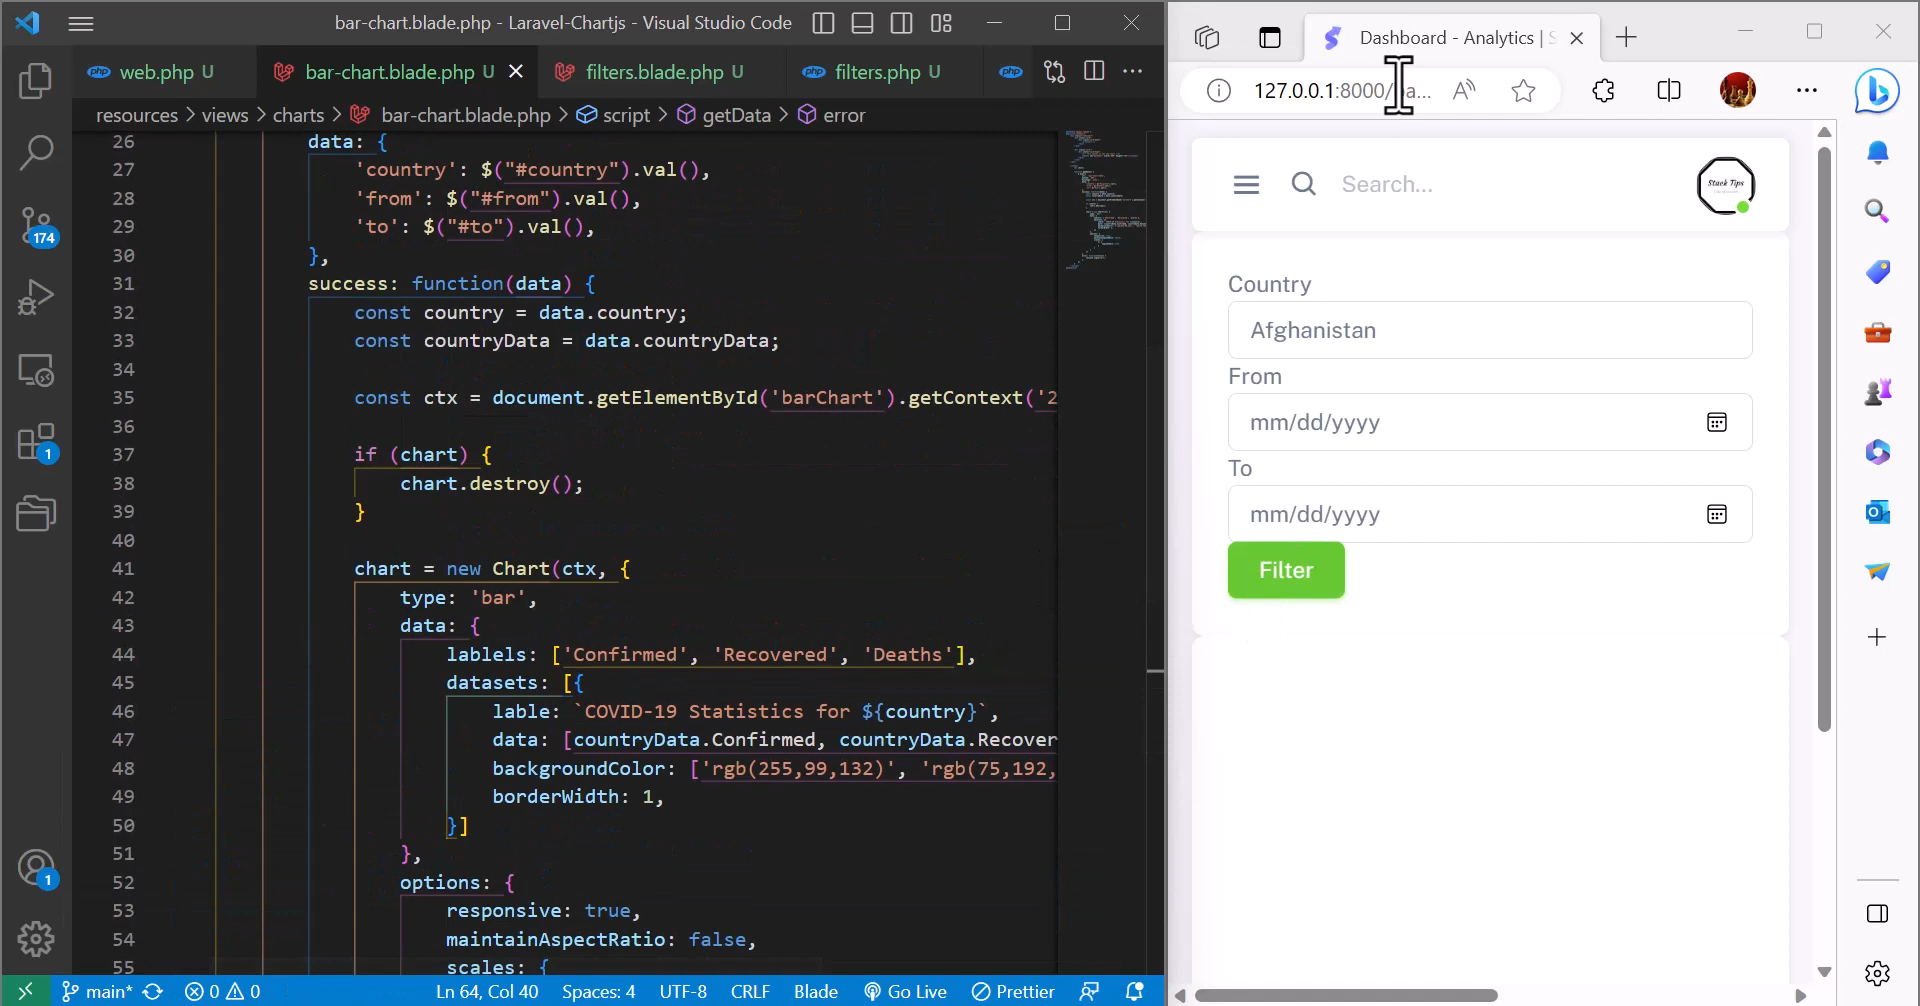 bar-chart.blade.php - Laravel-Chartjs - Visual Studio Code
php web.php U
bar-chart.blade.php U
filters.blade.php U
php filters.php U
php
resources > views > charts > bar-chart.blade.php > script > getData > error
26 data: {
27 'country': $("#country").val(),
28 'from': $("#from").val(),
29 'to': $("#to").val(),
30 },
31 success: function(data) {
32 const country = data.country;
33 const countryData = data.countryData;
34
35 const ctx = document.getElementById('barChart').getContext('2
36
37 if (chart) {
38 chart.destroy();
39 }
40
41 chart = new Chart(ctx, {
42 type: 'bar',
43 data: {
44 lablels: ['Confirmed', 'Recovered', 'Deaths'],
45 datasets: [{
46 lable: `COVID-19 Statistics for ${country}`,
47 data: [countryData.Confirmed, countryData.Recover
48 backgroundColor: ['rgb(255,99,132)', 'rgb(75,192,
49 borderWidth: 1,
50 }]
51 },
52 options: {
53 responsive: true,
54 maintainAspectRatio: false,
55 scales: {
174
1
1
main* 0 0 Ln 64, Col 40 Spaces: 4 UTF-8 CRLF Blade Go Live Prettier
Dashboard - Analytics | S
127.0.0.1:8000/ a...
Search...
Stack Tips
Country
Afghanistan
From
mm/dd/yyyy
To
mm/dd/yyyy
Filter